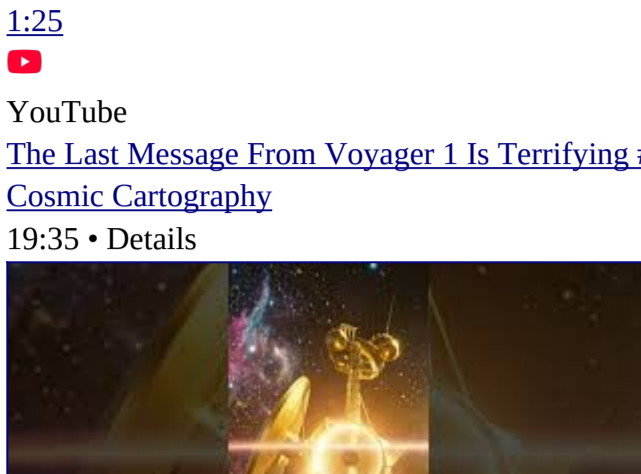 1:25
YouTube
The Last Message From Voyager 1 Is Terrifying
Cosmic Cartography
19:35 • Details